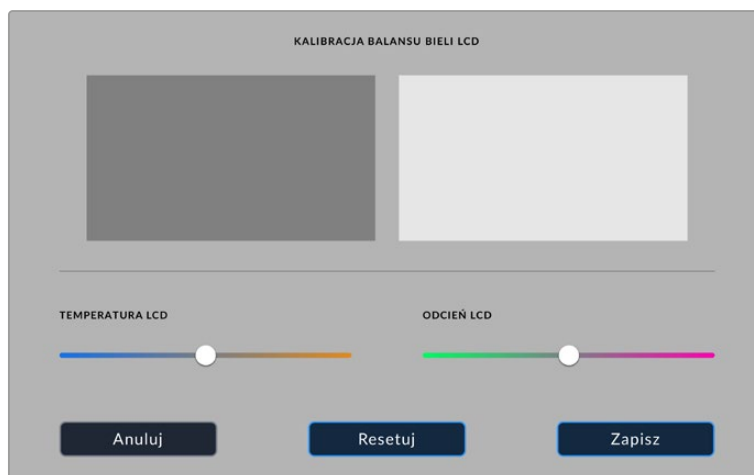 KALIBRACJA BALANSU BIELI LCD
TEMPERATURA LCD
ODCIEŃ LCD
Anuluj
Resetuj
Zapisz